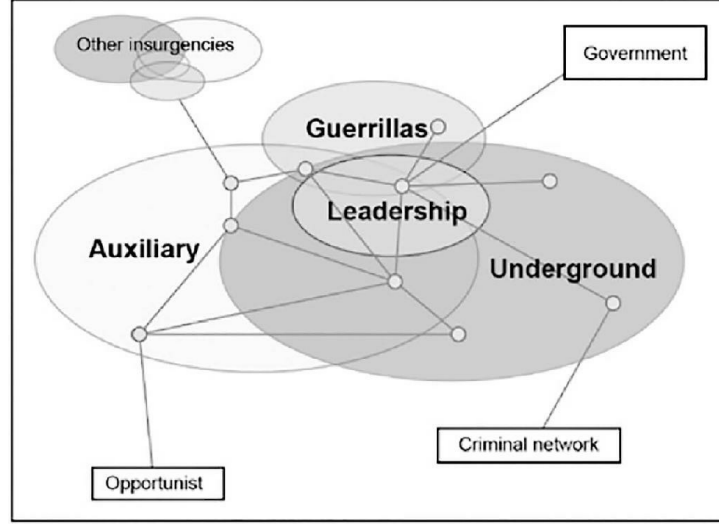 Other insurgencies
Government
Guerrillas
Leadership
Auxiliary
Underground
Criminal network
Opportunist